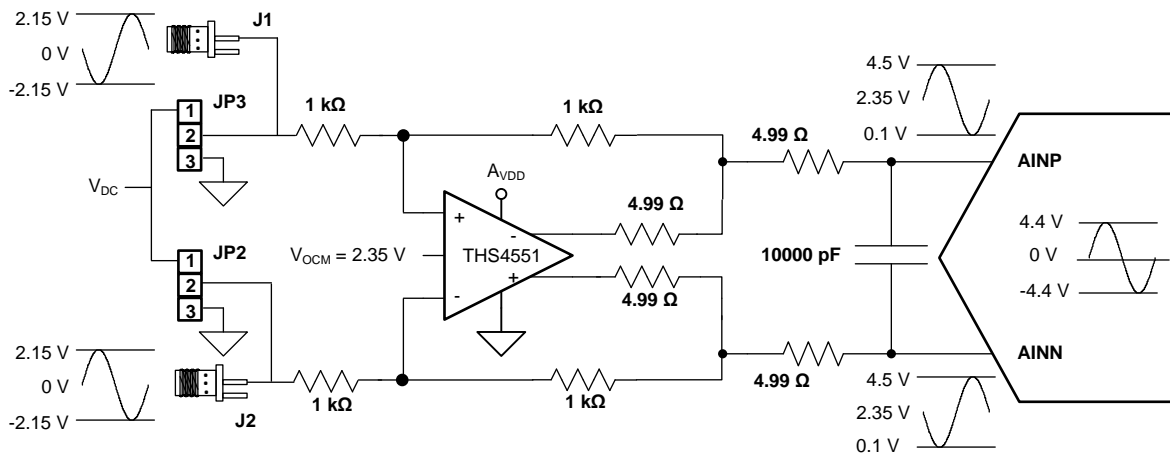 2.15 V
0 V
-2.15 V
J1
JP3
1
2
3
1 kΩ
1 kΩ
4.99 Ω
4.5 V
2.35 V
0.1 V
AINP
VDC
AVDD
+
-
4.99 Ω
VOCM = 2.35 V
THS4551
+
-
4.99 Ω
10000 pF
4.4 V
0 V
-4.4 V
JP2
1
2
3
2.15 V
0 V
-2.15 V
J2
1 kΩ
1 kΩ
4.99 Ω
AINN
4.5 V
2.35 V
0.1 V